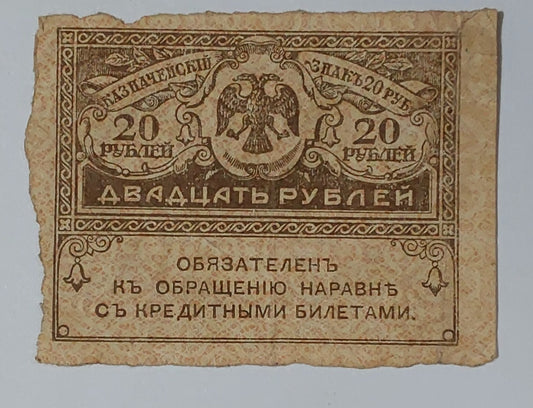 КАЗНАЧЕЙСКІЙ ЗНАКЪ 20 РУБ.
20 РУБЛЕЙ 20 РУБЛЕЙ
ДВАДЦАТЬ РУБЛЕЙ
ОБЯЗАТЕЛЕНЪ
КЪ ОБРАЩЕНІЮ НАРАВНѢ
СЪ КРЕДИТНЫМИ БИЛЕТАМИ.